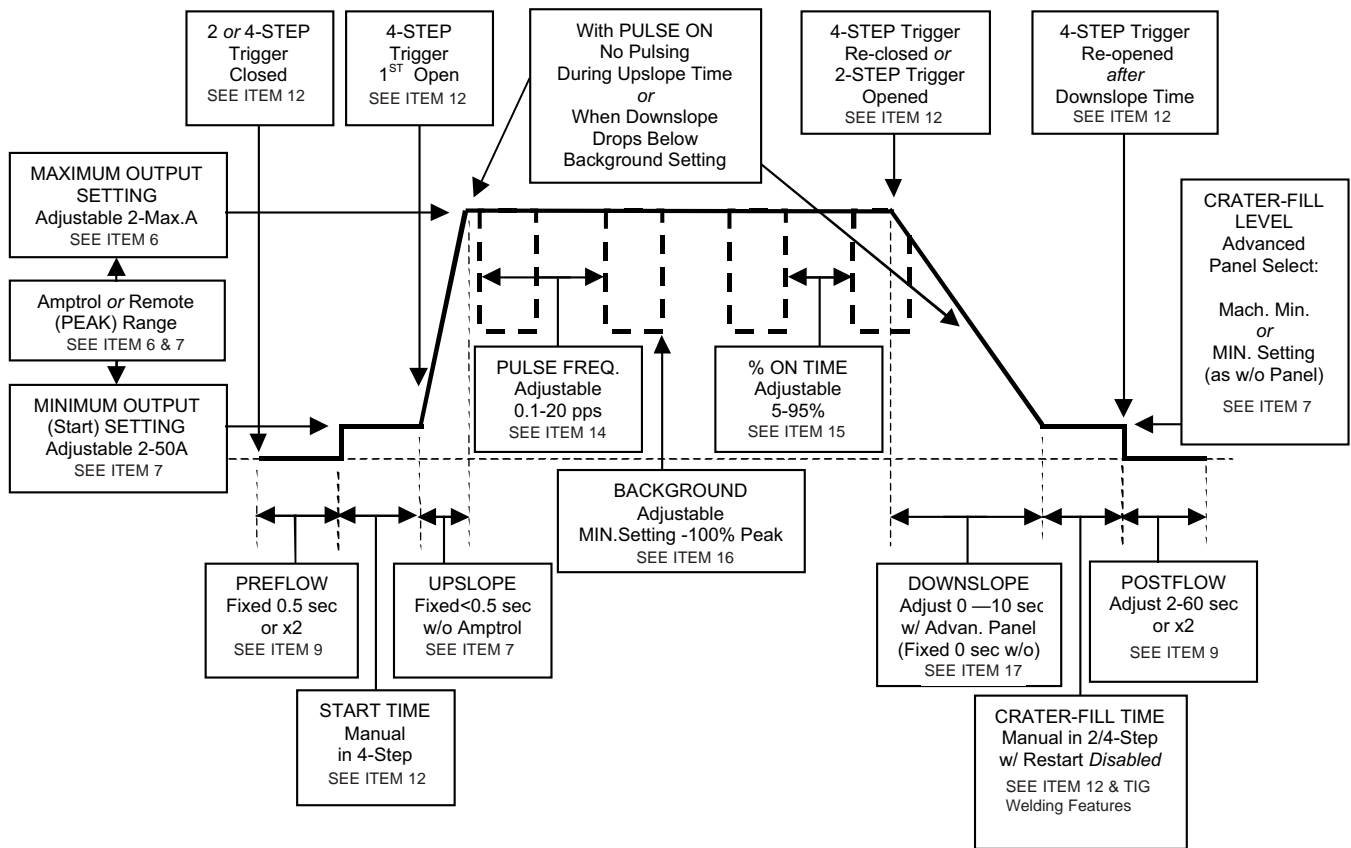 2 or 4-STEP
Trigger
Closed
SEE ITEM 12
4-STEP
Trigger
1ST Open
SEE ITEM 12
With PULSE ON
No Pulsing
During Upslope Time
or
When Downslope
Drops Below
Background Setting
4-STEP Trigger
Re-closed or
2-STEP Trigger
Opened
SEE ITEM 12
4-STEP Trigger
Re-opened
after
Downslope Time
SEE ITEM 12
MAXIMUM OUTPUT
SETTING
Adjustable 2-Max.A
SEE ITEM 6
Amptrol or Remote
(PEAK) Range
SEE ITEM 6 & 7
MINIMUM OUTPUT
(Start) SETTING
Adjustable 2-50A
SEE ITEM 7
CRATER-FILL
LEVEL
Advanced
Panel Select:
Mach. Min.
or
MIN. Setting
(as w/o Panel)
SEE ITEM 7
PULSE FREQ.
Adjustable
0.1-20 pps
SEE ITEM 14
% ON TIME
Adjustable
5-95%
SEE ITEM 15
BACKGROUND
Adjustable
MIN.Setting -100% Peak
SEE ITEM 16
PREFLOW
Fixed 0.5 sec
or x2
SEE ITEM 9
UPSLOPE
Fixed<0.5 sec
w/o Amptrol
SEE ITEM 7
DOWNSLOPE
Adjust 0 —10 sec
w/ Advan. Panel
(Fixed 0 sec w/o)
SEE ITEM 17
POSTFLOW
Adjust 2-60 sec
or x2
SEE ITEM 9
START TIME
Manual
in 4-Step
SEE ITEM 12
CRATER-FILL TIME
Manual in 2/4-Step
w/ Restart Disabled
SEE ITEM 12 & TIG
Welding Features